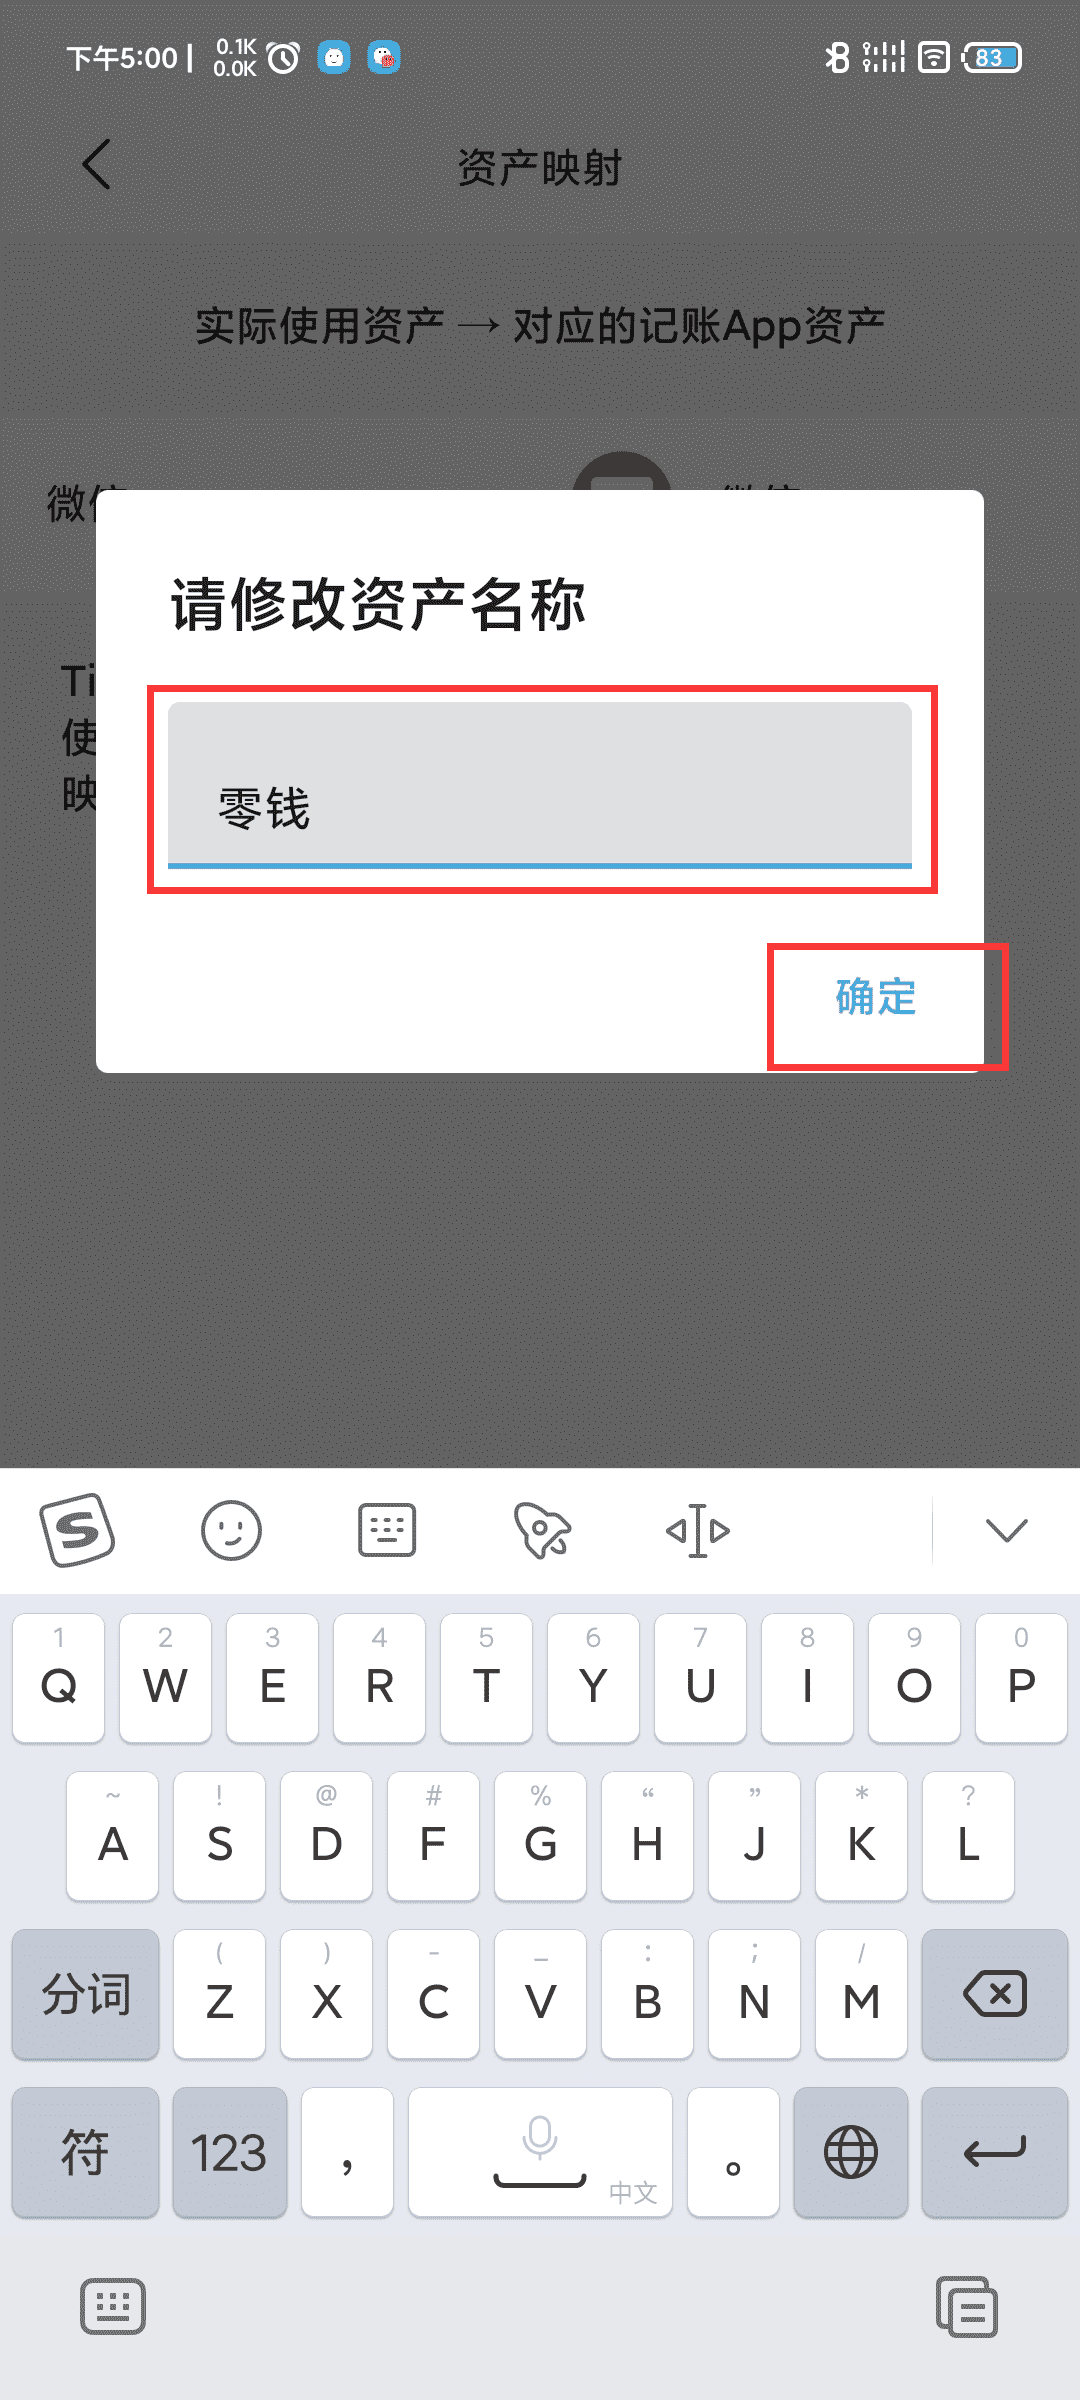 下午5:00 | 0.1K
0.0K
83
资产映射
实际使用资产 → 对应的记账App资产
微信 微信
请修改资产名称
Ti
使
映
零钱
确定
1 2 3 4 5 6 7 8 9 0
Q W E R T Y U I O P
~ ! @ # % “ ” * ?
A S D F G H J K L
( ) - _ : ; /
分词 Z X C V B N M
符 123 , 中文 。